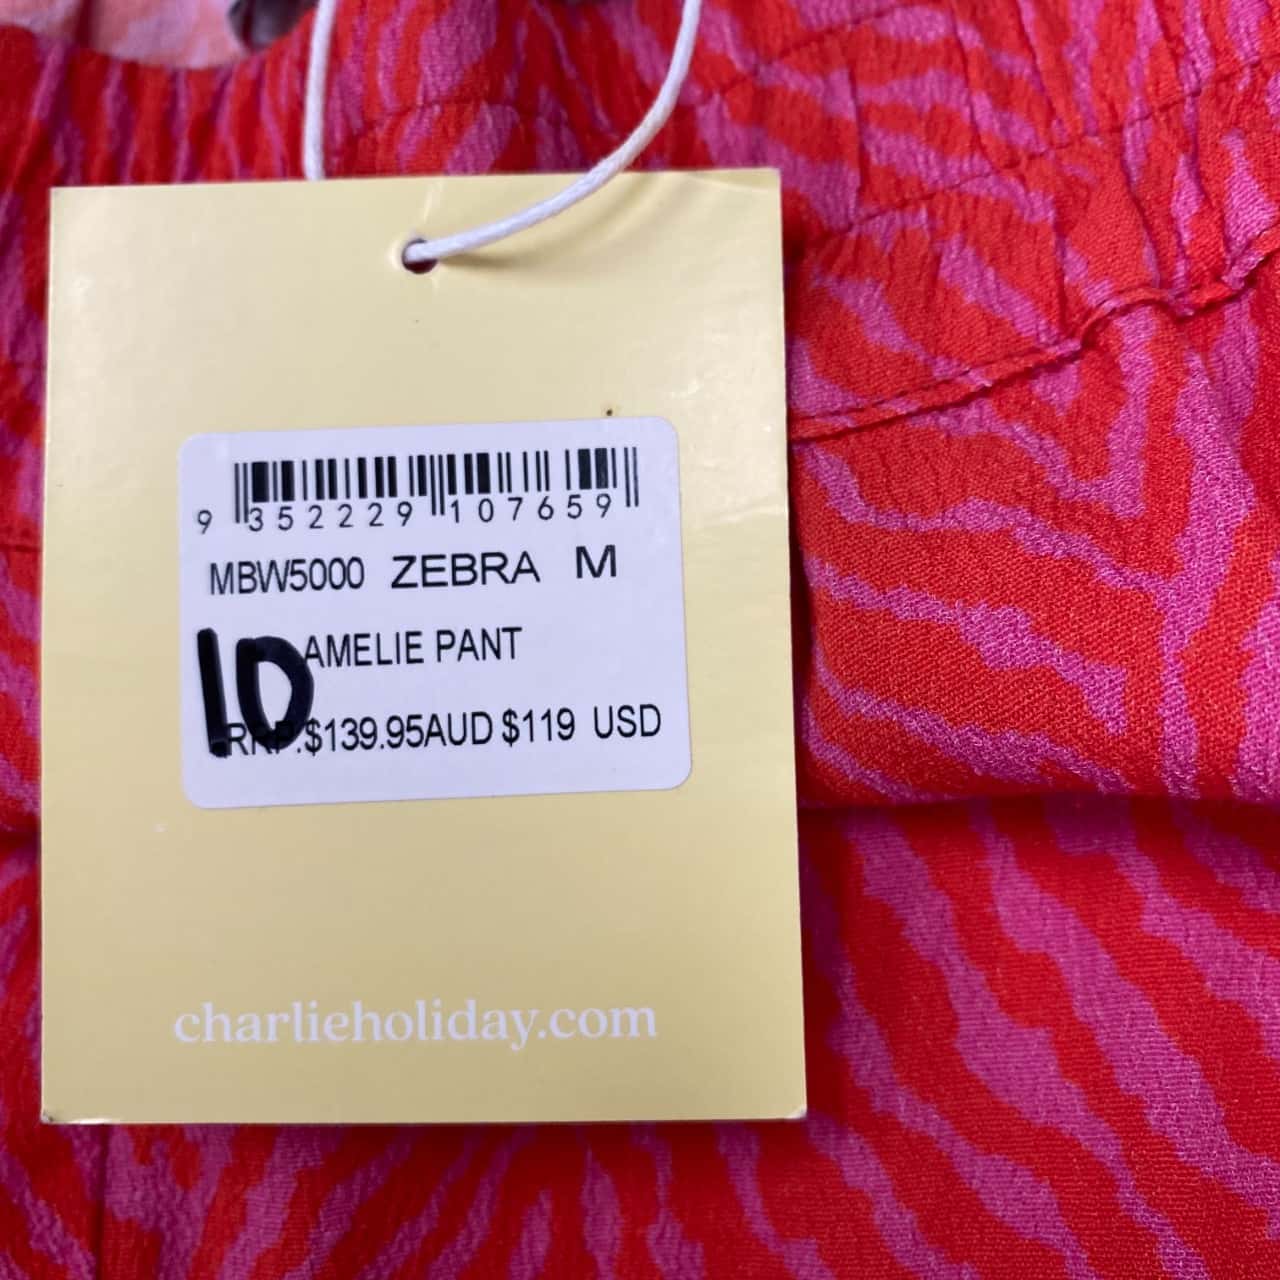 9 352229 107659
MBW5000 ZEBRA M
10 AMELIE PANT
RRP.:$139.95AUD $119 USD
charlieholiday.com